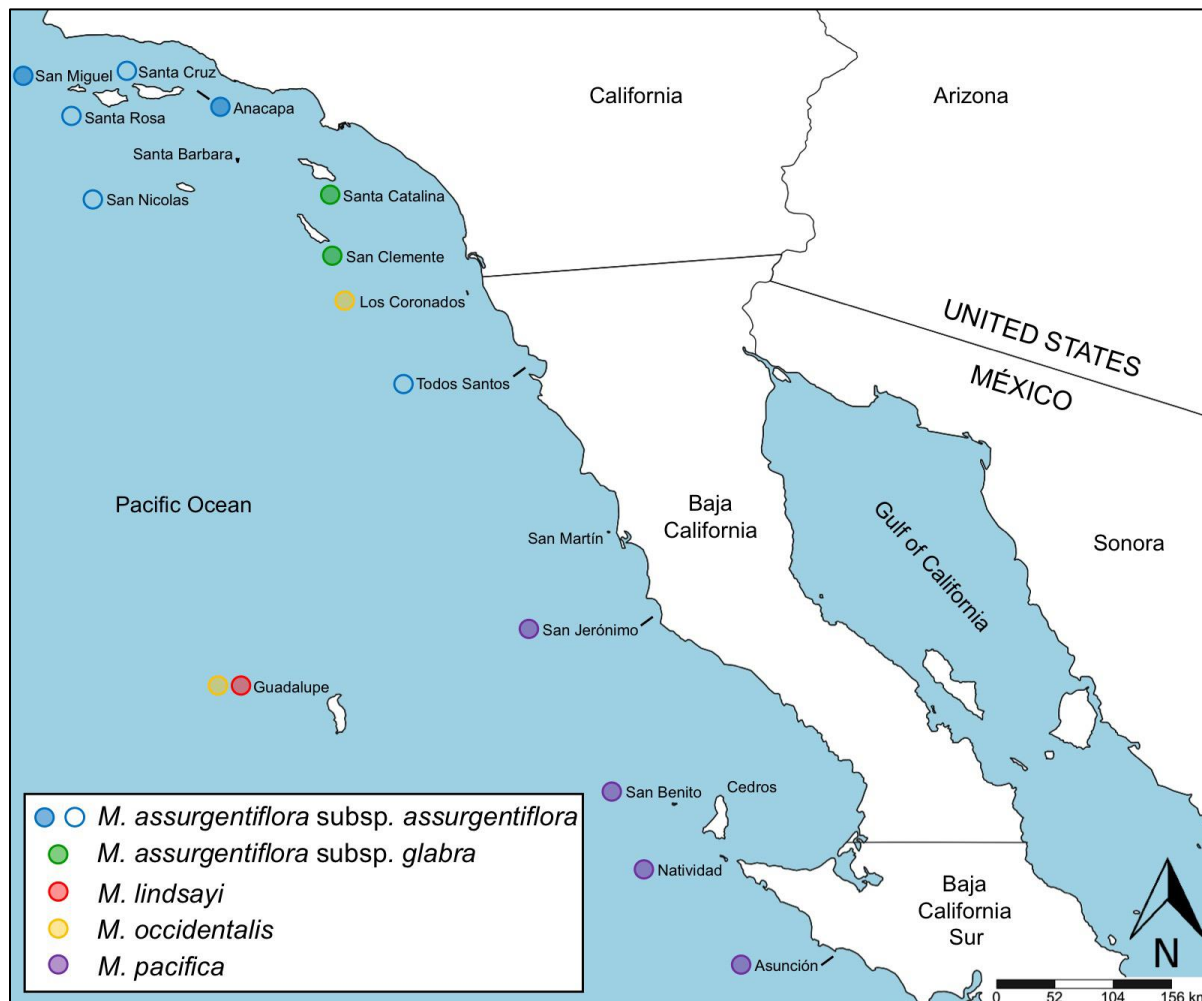 San Miguel
Santa Cruz
California
Arizona
Anacapa
Santa Rosa
Santa Barbara
San Nicolas
Santa Catalina
San Clemente
Los Coronados
UNITED STATES
MÉXICO
Todos Santos
Pacific Ocean
Baja
California
Gulf of California
San Martín
Sonora
San Jerónimo
Guadalupe
San Benito
Cedros
Natividad
Baja
California
Sur
Asunción
M. assurgentiflora subsp. assurgentiflora
M. assurgentiflora subsp. glabra
M. lindsayi
M. occidentalis
M. pacifica
N
0 52 104 156 km